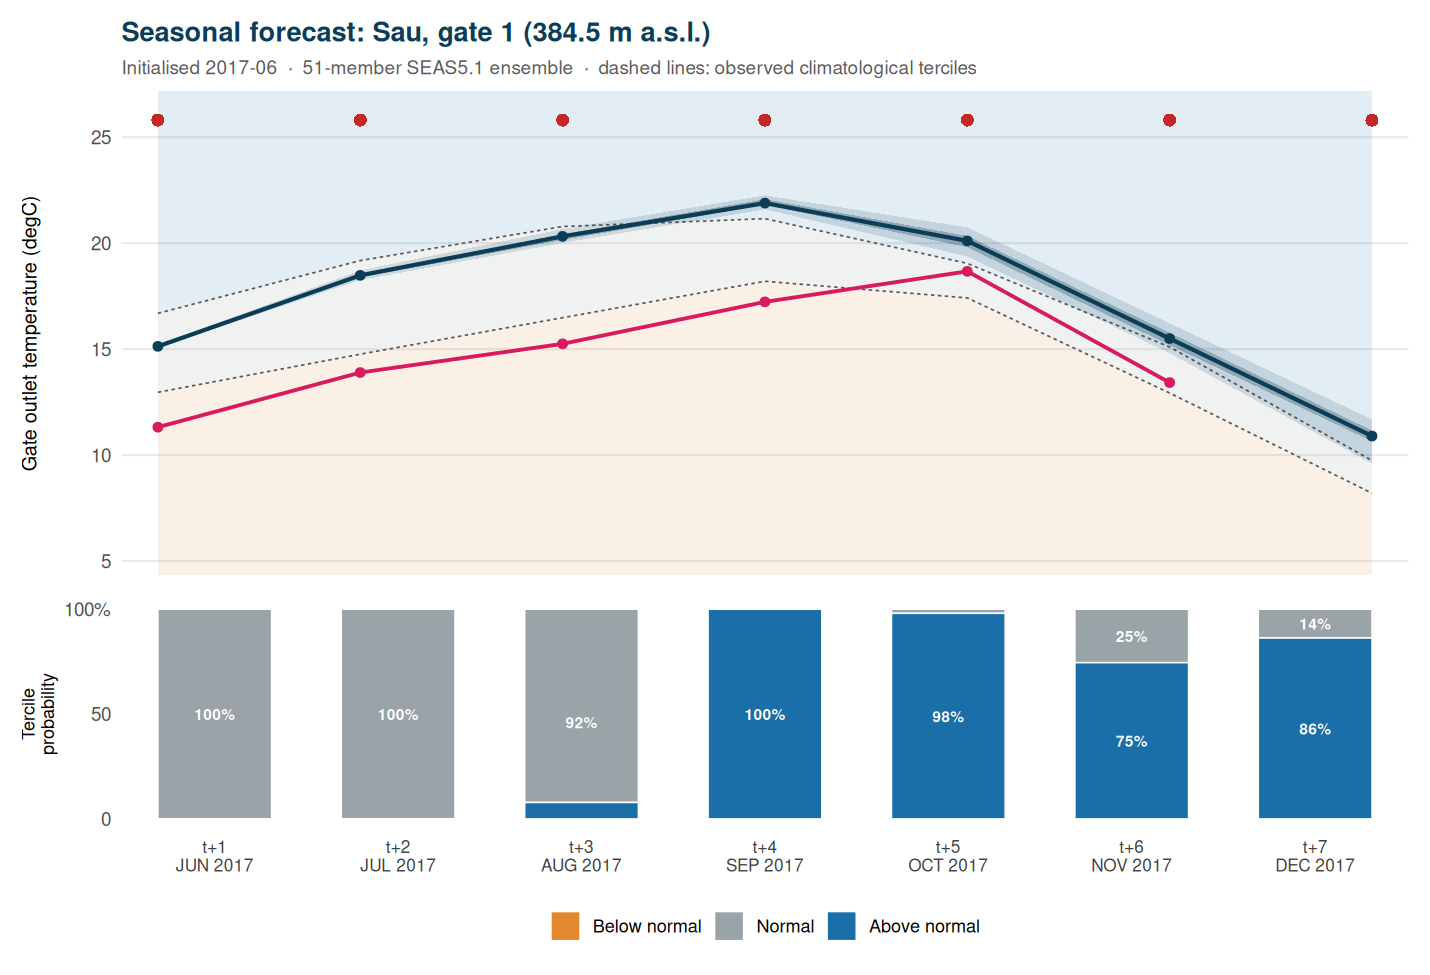 Seasonal forecast: Sau, gate 1 (384.5 m a.s.l.)
Initialised 2017-06 · 51-member SEAS5.1 ensemble · dashed lines: observed climatological terciles
Gate outlet temperature (degC)
25
20
15
10
5
Tercile
probability
100%
50
0
100%
100%
92%
100%
98%
25%
75%
14%
86%
t+1
JUN 2017
t+2
JUL 2017
t+3
AUG 2017
t+4
SEP 2017
t+5
OCT 2017
t+6
NOV 2017
t+7
DEC 2017
Below normal
Normal
Above normal